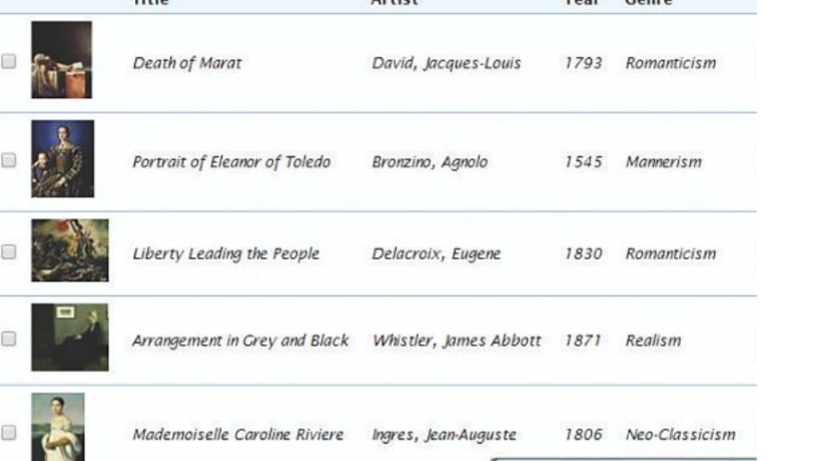 Title Artist Year Genre
Death of Marat David, Jacques-Louis 1793 Romanticism
Portrait of Eleanor of Toledo Bronzino, Agnolo 1545 Mannerism
Liberty Leading the People Delacroix, Eugene 1830 Romanticism
Arrangement in Grey and Black Whistler, James Abbott 1871 Realism
Mademoiselle Caroline Riviere Ingres, Jean-Auguste 1806 Neo-Classicism